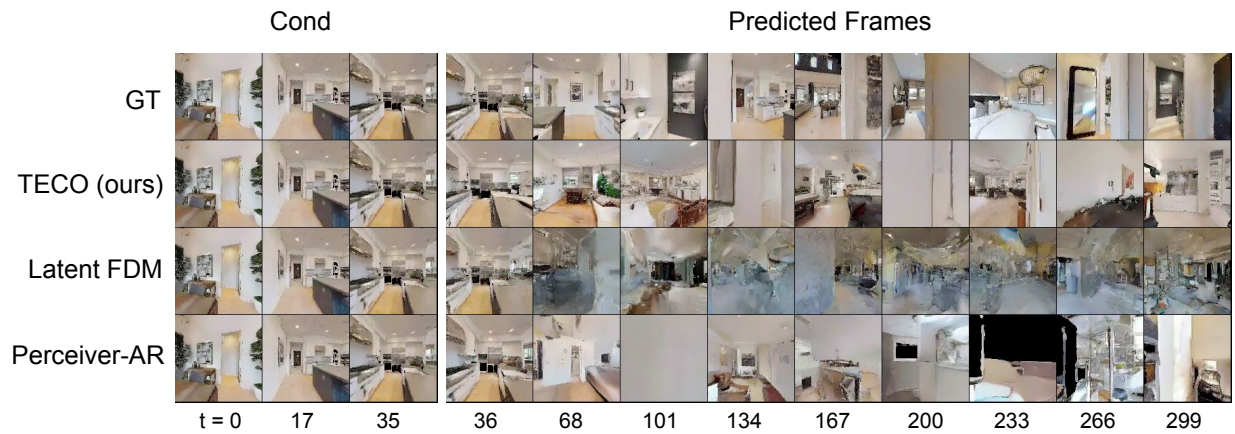 Cond Predicted Frames
GT
TECO (ours)
Latent FDM
Perceiver-AR
t = 0 17 35 36 68 101 134 167 200 233 266 299